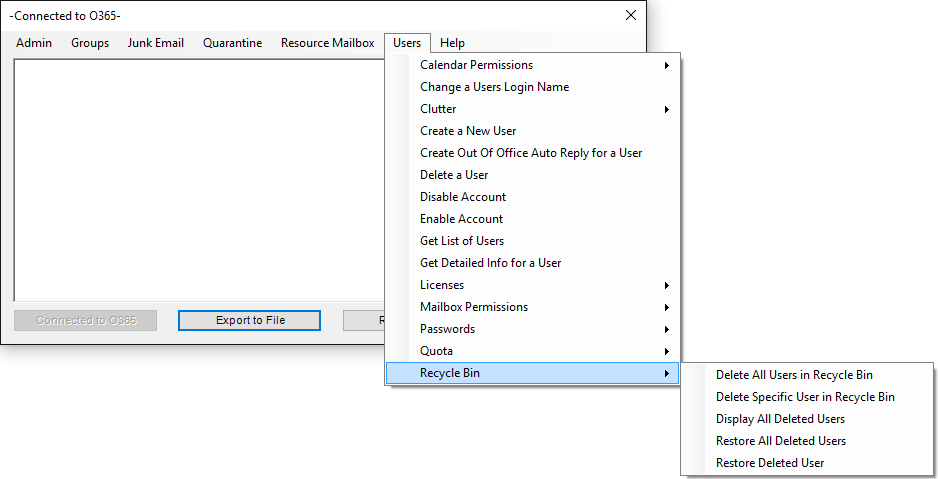 -Connected to O365-
Admin Groups Junk Email Quarantine Resource Mailbox Users Help
Calendar Permissions
Change a Users Login Name
Clutter
Create a New User
Create Out Of Office Auto Reply for a User
Delete a User
Disable Account
Enable Account
Get List of Users
Get Detailed Info for a User
Licenses
Mailbox Permissions
Connected to O365 Export to File
Passwords
Quota
Recycle Bin
Delete All Users in Recycle Bin
Delete Specific User in Recycle Bin
Display All Deleted Users
Restore All Deleted Users
Restore Deleted User